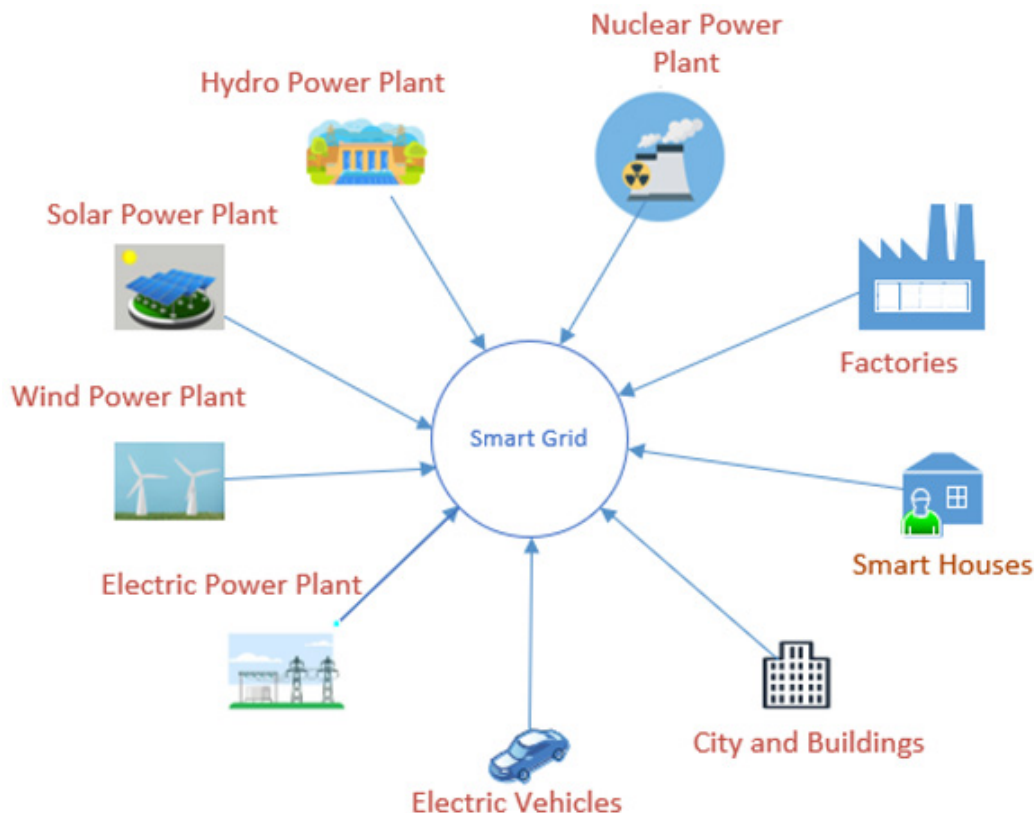 Nuclear Power
Plant
Hydro Power Plant
Solar Power Plant
Factories
Wind Power Plant
Smart Grid
Smart Houses
Electric Power Plant
City and Buildings
Electric Vehicles